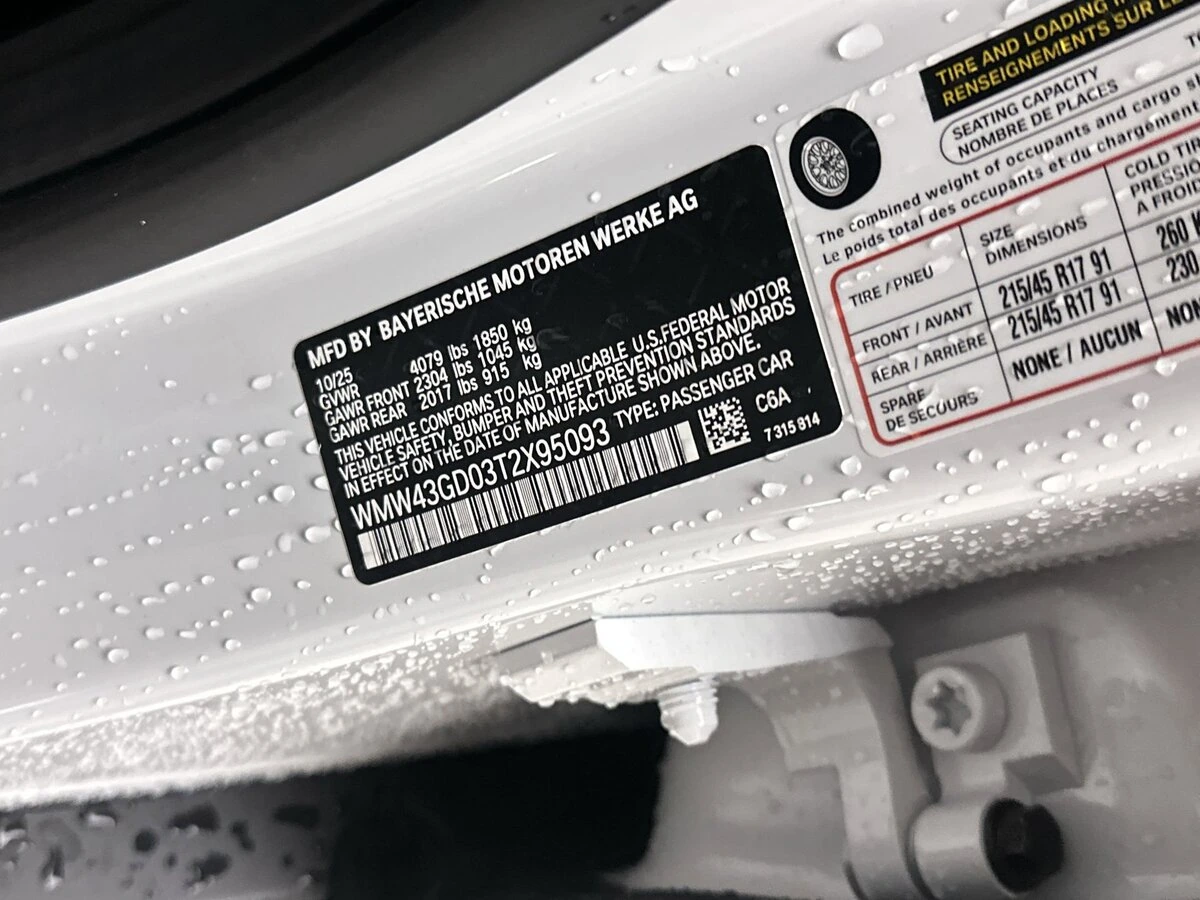 MFD BY BAYERISCHE MOTOREN WERKE AG
10/25
GVWR 4079 lbs 1850 kg
GAWR FRONT 2304 lbs 1045 kg
GAWR REAR 2017 lbs 915 kg
THIS VEHICLE CONFORMS TO ALL APPLICABLE U.S.FEDERAL MOTOR
VEHICLE SAFETY, BUMPER AND THEFT PREVENTION STANDARDS
IN EFFECT ON THE DATE OF MANUFACTURE SHOWN ABOVE.
WMW43GD03T2X95093 TYPE: PASSENGER CAR
C6A
7 315 814
TIRE AND LOADING
RENSEIGNEMENTS SUR
SEATING CAPACITY
NOMBRE DE PLACES
The combined weight of occupants and cargo
Le poids total des occupants et du chargement
TIRE / PNEU SIZE DIMENSIONS COLD
PRESSION
A FROID
FRONT / AVANT 215/45 R17 91 260
REAR / ARRIÈRE 215/45 R17 91 230
SPARE
DE SECOURS NONE / AUCUN